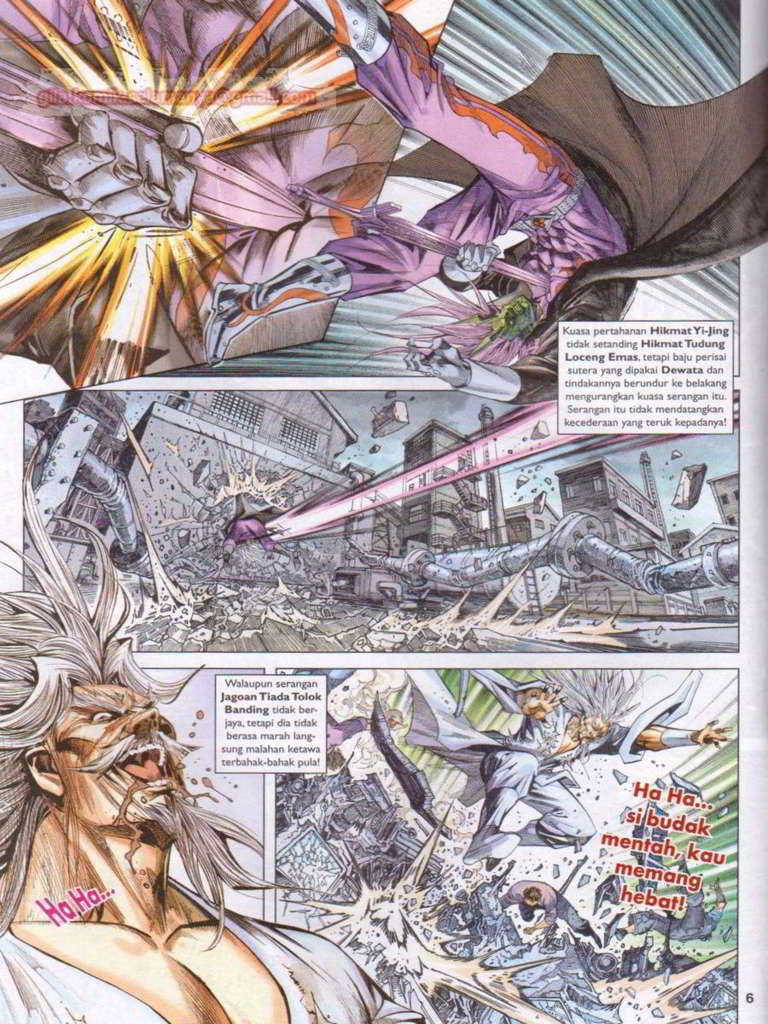 @gmail.com
Kuasa pertahanan Hikmat Yi-Jing
tidak setanding Hikmat Tudung
Loceng Emas, tetapi baju perisai
sutera yang dipakai Dewata dan
tindakannya berundur ke belakang
mengurangkan kuasa serangan itu.
Serangan itu tidak mendatangkan
kecederaan yang teruk kepadanya!
Walaupun serangan
Jagoan Tiada Tolok
Banding tidak ber-
jaya, tetapi dia tidak
berasa marah lang-
sung malahan ketawa
terbahak-bahak pula!
Ha Ha...
si budak
mentah, kau
memang
hebat!
Ha Ha...
6